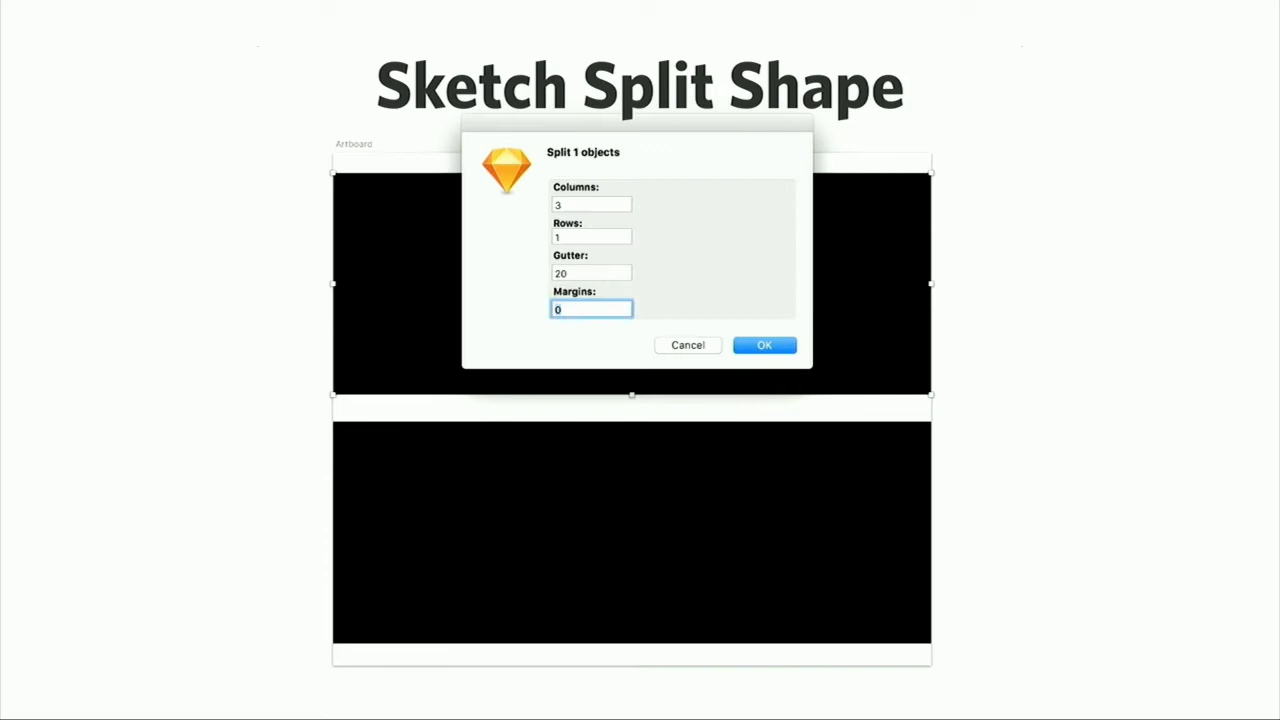 Sketch Split Shape
Artboard
Split 1 objects
Columns:
3
Rows:
1
Gutter:
20
Margins:
0
Cancel
OK